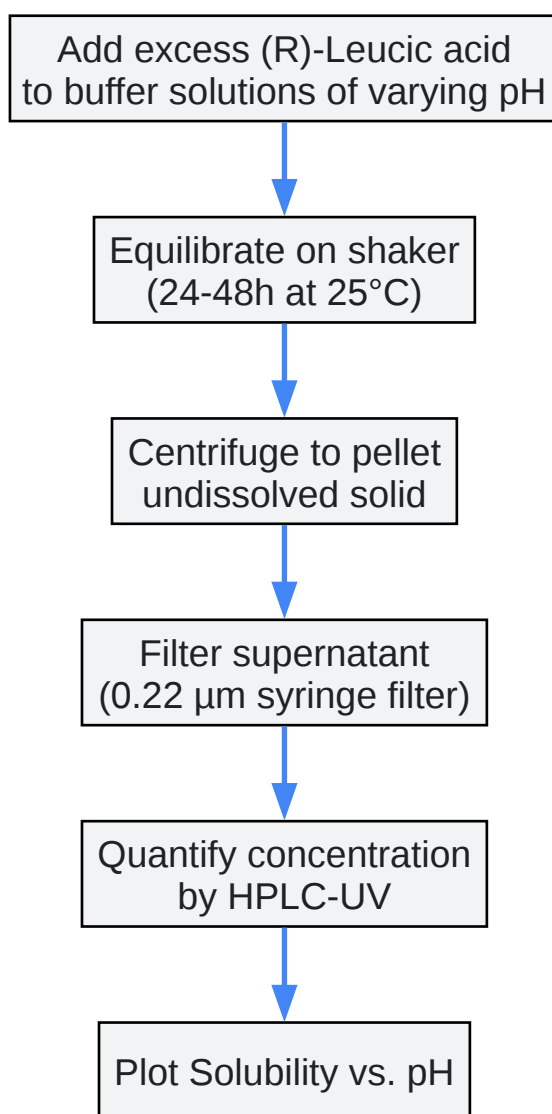 Add excess (R)-Leucic acid
to buffer solutions of varying pH
Equilibrate on shaker
(24-48h at 25°C)
Centrifuge to pellet
undissolved solid
Filter supernatant
(0.22 µm syringe filter)
Quantify concentration
by HPLC-UV
Plot Solubility vs. pH